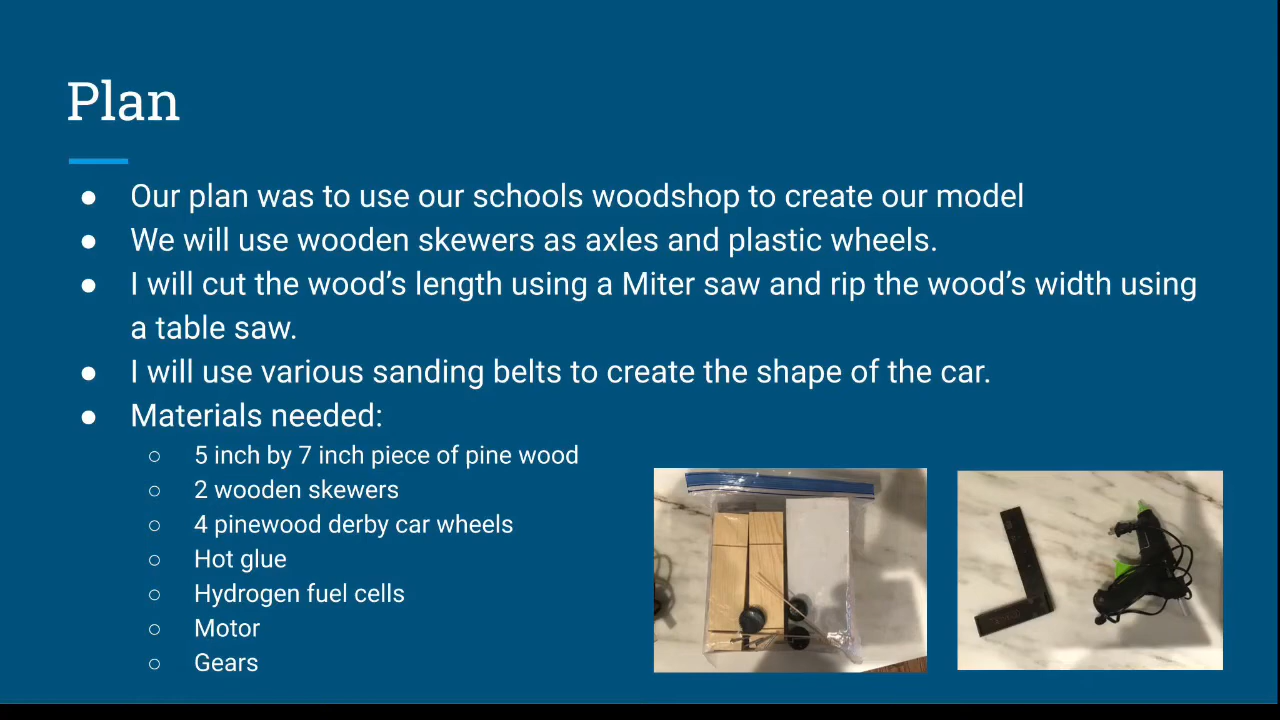 Plan
● Our plan was to use our schools woodshop to create our model
● We will use wooden skewers as axles and plastic wheels.
● I will cut the wood’s length using a Miter saw and rip the wood’s width using
a table saw.
● I will use various sanding belts to create the shape of the car.
● Materials needed:
○ 5 inch by 7 inch piece of pine wood
○ 2 wooden skewers
○ 4 pinewood derby car wheels
○ Hot glue
○ Hydrogen fuel cells
○ Motor
○ Gears